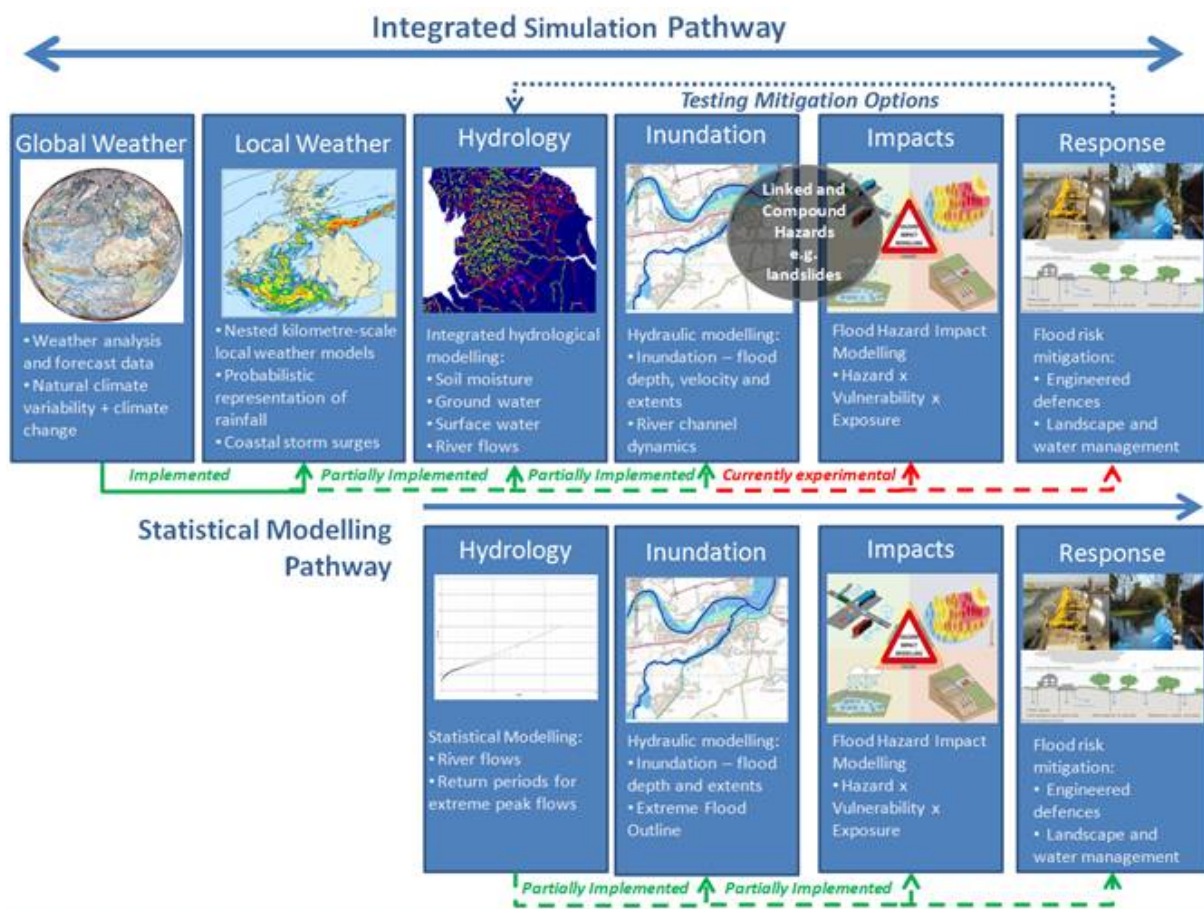 Integrated Simulation Pathway
Testing Mitigation Options
Global Weather
• Weather analysis
and forecast data
• Natural climate
variability + climate
change
Local Weather
• Nested kilometre-scale
local weather models
• Probabilistic
representation of
rainfall
• Coastal storm surges
Hydrology
Integrated hydrological
modelling:
• Soil moisture
• Ground water
• Surface water
• River flows
Inundation
Hydraulic modelling:
• Inundation – flood
depth, velocity and
extents
• River channel
dynamics
Linked and
Compound
Hazards
e.g.
landslides
Impacts
HAZARD
IMPACT
MODELLING
Flood Hazard Impact
Modelling
• Hazard x
Vulnerability x
Exposure
Response
Flood risk
mitigation:
• Engineered
defences
• Landscape and
water management
Implemented
Partially Implemented
Partially Implemented
Currently experimental
Statistical Modelling
Pathway
Hydrology
Statistical Modelling:
• River flows
• Return periods for
extreme peak flows
Inundation
Hydraulic modelling:
• Inundation – flood
depth and extents
• Extreme Flood
Outline
Impacts
HAZARD
IMPACT
MODELLING
Flood Hazard Impact
Modelling
• Hazard x
Vulnerability x
Exposure
Response
Flood risk
mitigation:
• Engineered
defences
• Landscape and
water management
Partially Implemented
Partially Implemented